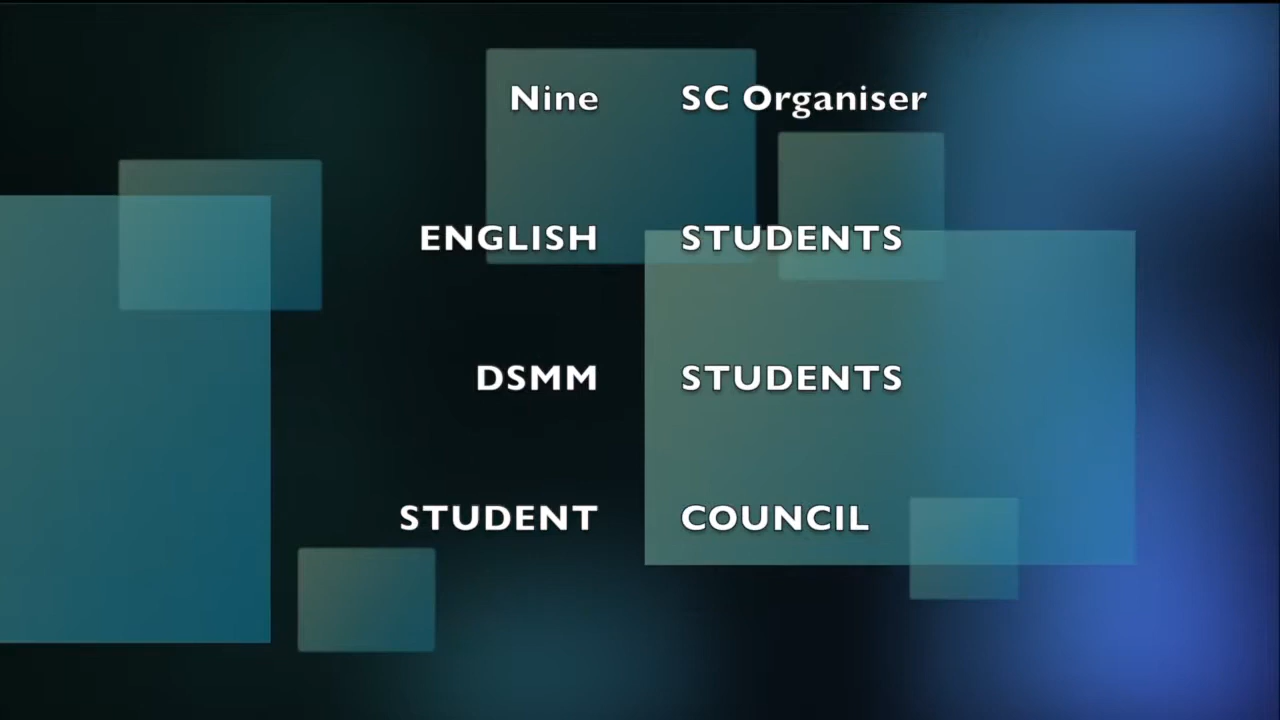 Nine SC Organiser
ENGLISH STUDENTS
DSMM STUDENTS
STUDENT COUNCIL